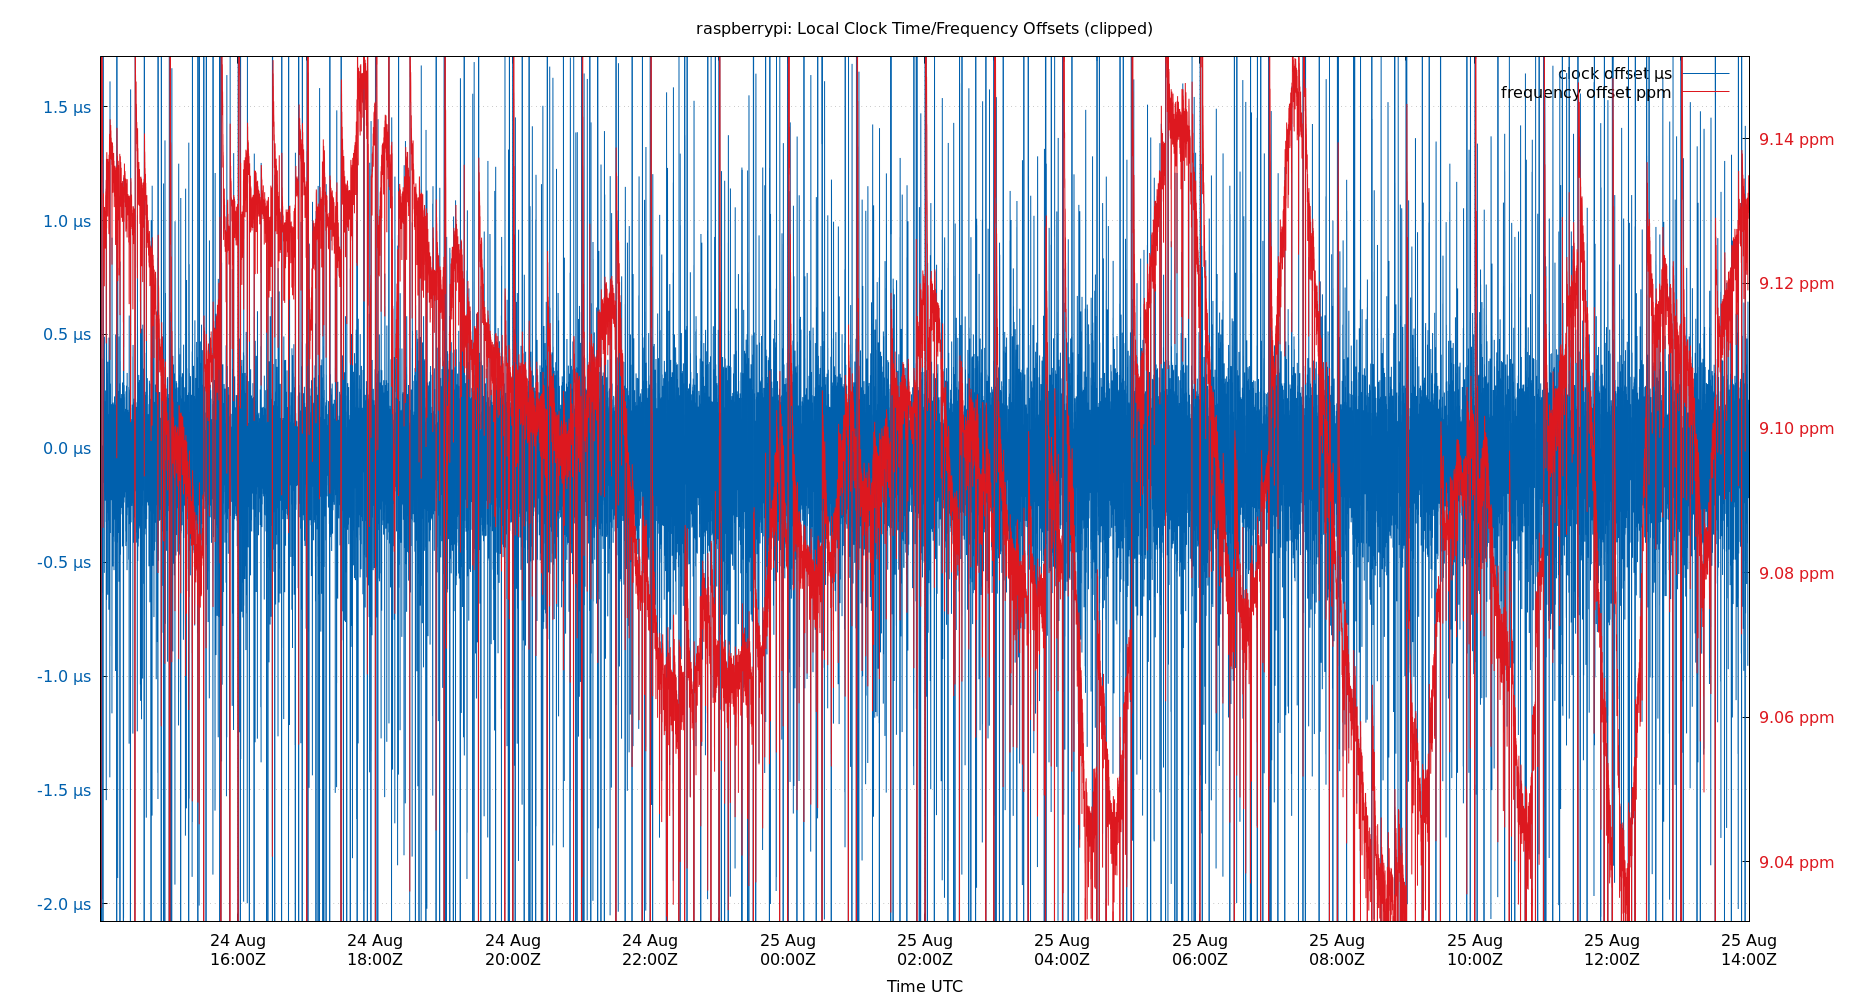 raspberrypi: Local Clock Time/Frequency Offsets (clipped)
clock offset µs
frequency offset ppm
1.5 µs
1.0 µs
0.5 µs
0.0 µs
-0.5 µs
-1.0 µs
-1.5 µs
-2.0 µs
9.14 ppm
9.12 ppm
9.10 ppm
9.08 ppm
9.06 ppm
9.04 ppm
24 Aug 24 Aug 24 Aug 24 Aug 25 Aug 25 Aug 25 Aug 25 Aug 25 Aug 25 Aug 25 Aug 25 Aug
16:00Z 18:00Z 20:00Z 22:00Z 00:00Z 02:00Z 04:00Z 06:00Z 08:00Z 10:00Z 12:00Z 14:00Z
Time UTC